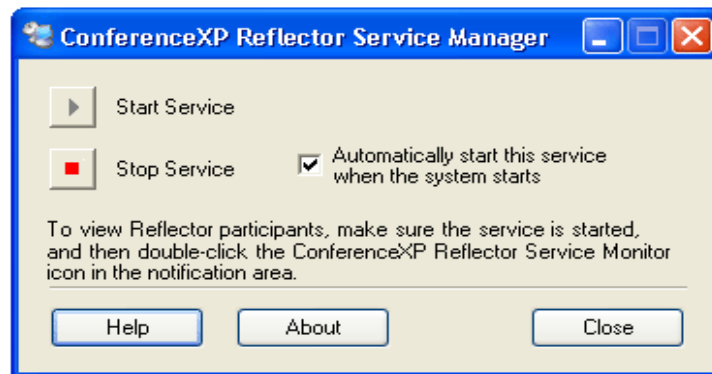 ConferenceXP Reflector Service Manager
Start Service
Stop Service
Automatically start this service
when the system starts
To view Reflector participants, make sure the service is started,
and then double-click the ConferenceXP Reflector Service Monitor
icon in the notification area.
Help
About
Close